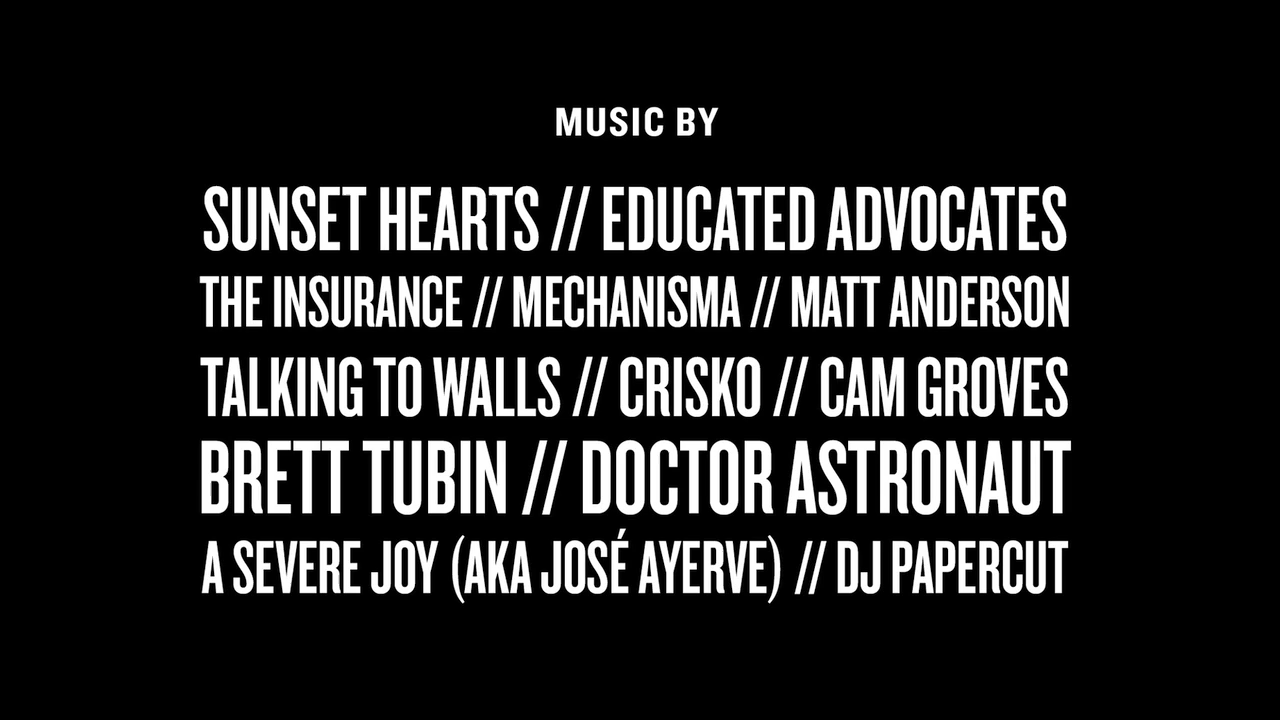 MUSIC BY
SUNSET HEARTS // EDUCATED ADVOCATES
THE INSURANCE // MECHANISMA // MATT ANDERSON
TALKING TO WALLS // CRISKO // CAM GROVES
BRETT TUBIN // DOCTOR ASTRONAUT
A SEVERE JOY (AKA JOSÉ AYERVE) // DJ PAPERCUT